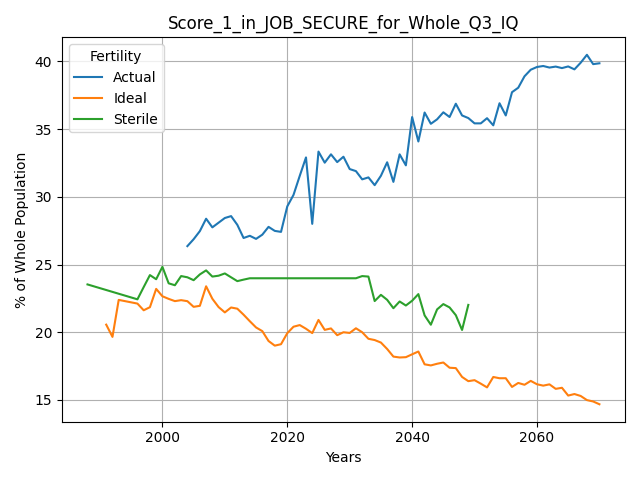 Score_1_in_JOB_SECURE_for_Whole_Q3_IQ
Fertility
Actual
Ideal
Sterile
% of Whole Population
40
35
30
25
20
15
2000
2020
2040
2060
Years